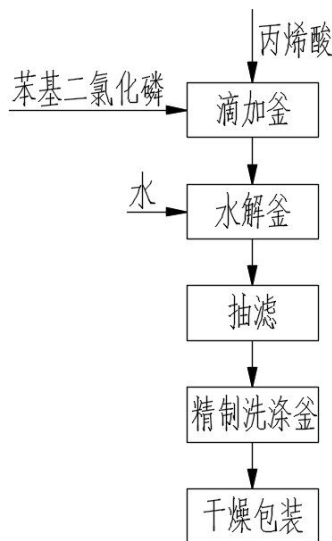 丙烯酸
苯基二氯化磷
滴加釜
水
水解釜
抽滤
精制洗涤釜
干燥包装